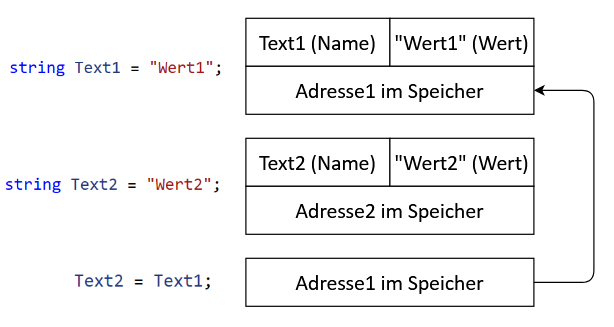 Text1 (Name) "Wert1" (Wert)
string Text1 = "Wert1";
Adresse1 im Speicher
Text2 (Name) "Wert2" (Wert)
string Text2 = "Wert2";
Adresse2 im Speicher
Text2 = Text1;
Adresse1 im Speicher